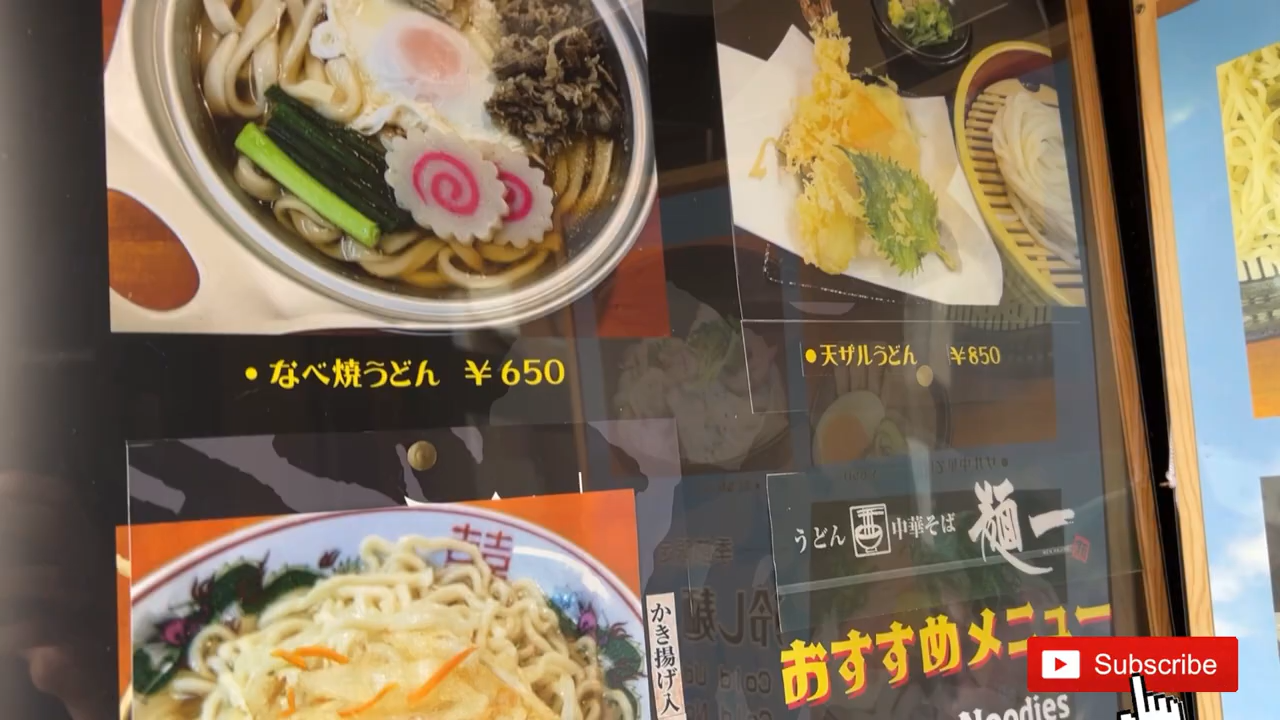 • なべ焼うどん ￥650
•天ザルうどん ￥850
うどん 中華そば 麺一
かき揚げ入
おすすめメニュー
Noodles
Subscribe